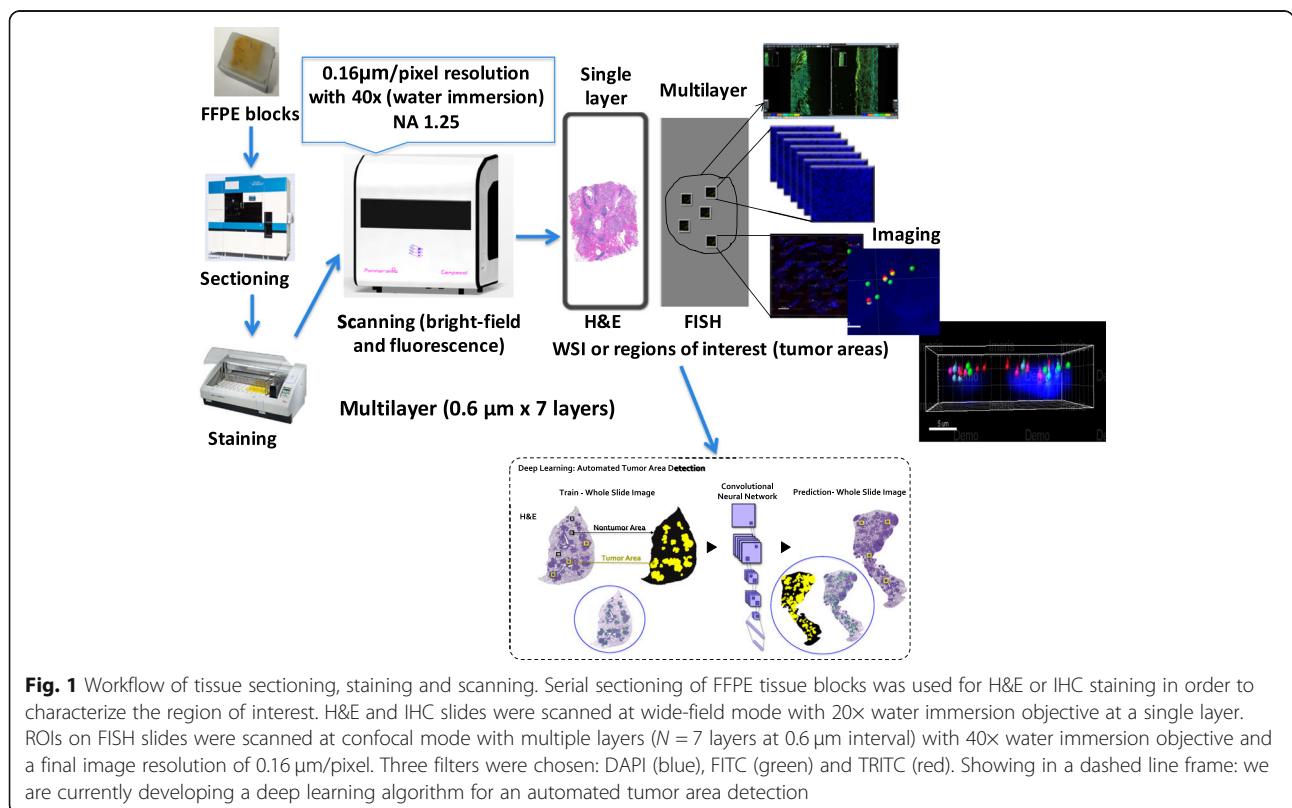 FFPE blocks
0.16µm/pixel resolution
with 40x (water immersion)
NA 1.25
Single
layer
Multilayer
Sectioning
Scanning (bright-field
and fluorescence)
H&E
FISH
Imaging
WSI or regions of interest (tumor areas)
Staining
Multilayer (0.6 µm x 7 layers)
Imaris
Imaris
Demo
Demo
Demo
5 um
Deep Learning: Automated Tumor Area Detection
Train - Whole Slide Image
Convolutional
Neural Network
Prediction- Whole Slide Image
H&E
Nontumor Area
Tumor Area
Fig. 1 Workflow of tissue sectioning, staining and scanning. Serial sectioning of FFPE tissue blocks was used for H&E or IHC staining in order to
characterize the region of interest. H&E and IHC slides were scanned at wide-field mode with 20× water immersion objective at a single layer.
ROIs on FISH slides were scanned at confocal mode with multiple layers (N = 7 layers at 0.6 μm interval) with 40× water immersion objective and
a final image resolution of 0.16 μm/pixel. Three filters were chosen: DAPI (blue), FITC (green) and TRITC (red). Showing in a dashed line frame: we
are currently developing a deep learning algorithm for an automated tumor area detection